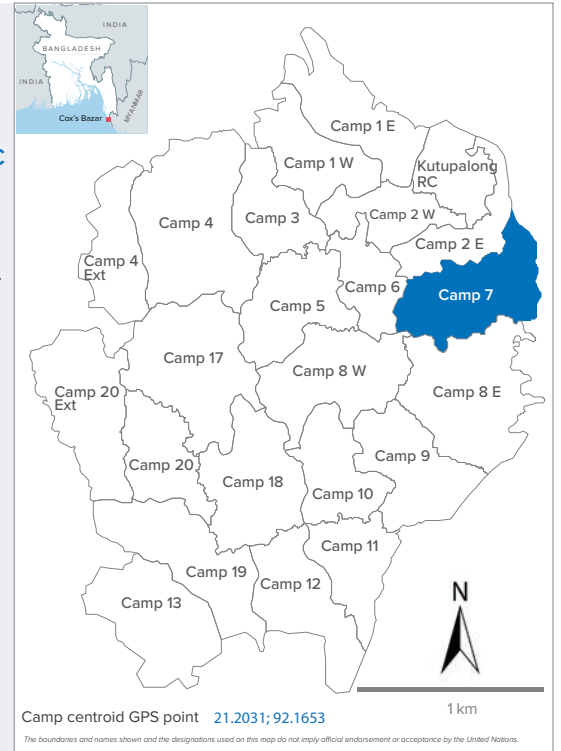 INDIA
BANGLADESH
INDIA
MYANMAR
Cox's Bazar
Camp 1 E
Camp 1 W
Kutupalong
RC
Camp 4
Camp 3
Camp 2 W
Camp 2 E
Camp 4
Ext
Camp 6
Camp 7
Camp 5
Camp 17
Camp 8 W
Camp 20
Ext
Camp 8 E
Camp 9
Camp 20
Camp 18
Camp 10
Camp 11
Camp 19
Camp 12
Camp 13
N
1 km
Camp centroid GPS point 21.2031; 92.1653
The boundaries and names shown and the designations used on this map do not imply official endorsement or acceptance by the United Nations.